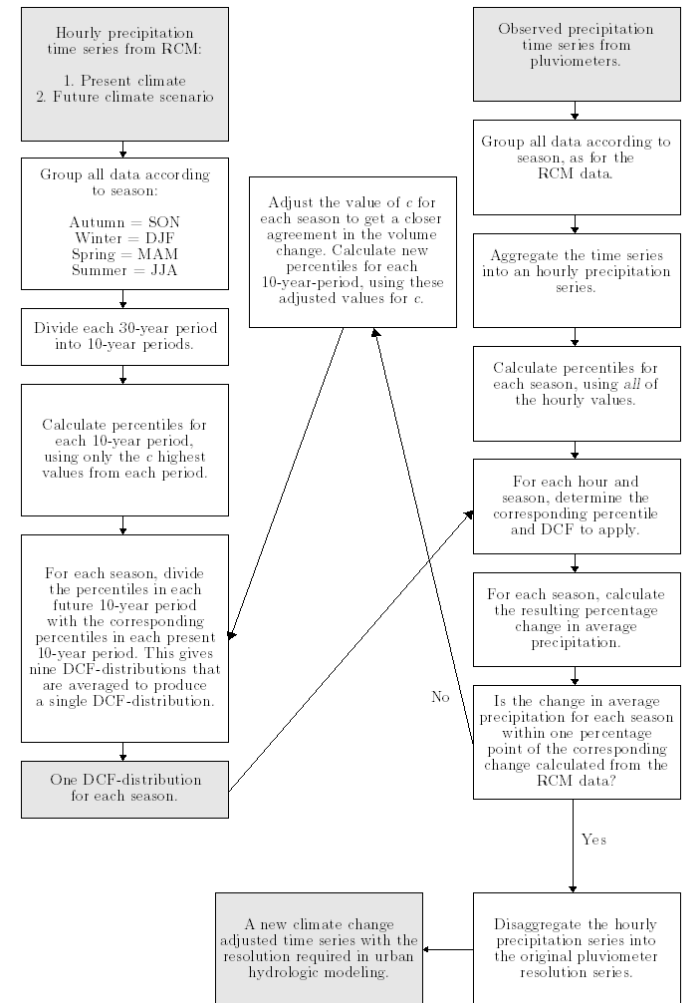 Hourly precipitation
time series from RCM:
1. Present climate
2. Future climate scenario
Group all data according
to season:
Autumn = SON
Winter = DJF
Spring = MAM
Summer = JJA
Divide each 30-year period
into 10-year periods.
Calculate percentiles for
each 10-year period,
using only the c highest
values from each period.
For each season, divide
the percentiles in each
future 10-year period
with the corresponding
percentiles in each present
10-year period. This gives
nine DCF-distributions that
are averaged to produce
a single DCF-distribution.
One DCF-distribution
for each season.
Adjust the value of c for
each season to get a closer
agreement in the volume
change. Calculate new
percentiles for each
10-year-period, using these
adjusted values for c.
Observed precipitation
time series from
pluviometers.
Group all data according to
season, as for the
RCM data.
Aggregate the time series
into an hourly precipitation
series.
Calculate percentiles for
each season, using all of
the hourly values.
For each hour and
season, determine the
corresponding percentile
and DCF to apply.
For each season, calculate
the resulting percentage
change in average
precipitation.
Is the change in average
precipitation for each season
within one percentage
point of the corresponding
change calculated from the
RCM data?
No
Yes
Disaggregate the hourly
precipitation series into
the original pluviometer
resolution series.
A new climate change
adjusted time series with the
resolution required in urban
hydrologic modeling.